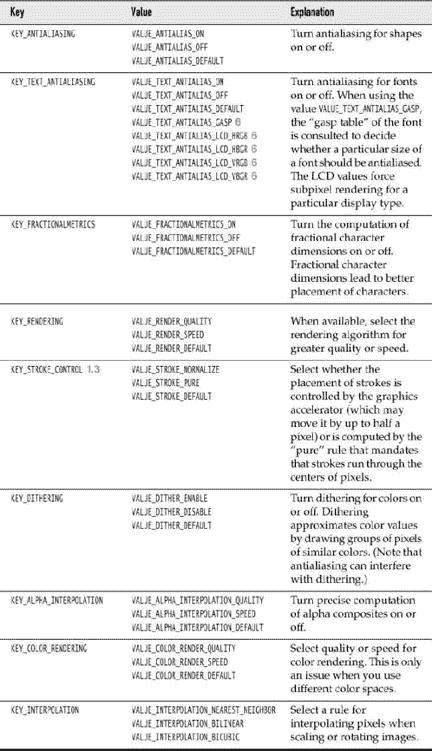 Key Value Explanation
KEY_ANTIALIASING VALUE_ANTIALIAS_ON Turn antialiasing for shapes
VALUE_ANTIALIAS_OFF on or off.
VALUE_ANTIALIAS_DEFAULT
KEY_TEXT_ANTIALIASING VALUE_TEXT_ANTIALIAS_ON Turn antialiasing for fonts
VALUE_TEXT_ANTIALIAS_OFF on or off. When using the
VALUE_TEXT_ANTIALIAS_DEFAULT value VALUE_TEXT_ANTIALIAS_GASP,
VALUE_TEXT_ANTIALIAS_GASP 6 the “gasp table” of the font
VALUE_TEXT_ANTIALIAS_LCD_HRGB 6 is consulted to decide
VALUE_TEXT_ANTIALIAS_LCD_HBGR 6 whether a particular size of
VALUE_TEXT_ANTIALIAS_LCD_VRGB 6 a font should be antialiased.
VALUE_TEXT_ANTIALIAS_LCD_VBGR 6 The LCD values force
subpixel rendering for a
particular display type.
KEY_FRACTIONALMETRICS VALUE_FRACTIONALMETRICS_ON Turn the computation of
VALUE_FRACTIONALMETRICS_OFF fractional character
VALUE_FRACTIONALMETRICS_DEFAULT dimensions on or off.
Fractional character
dimensions lead to better
placement of characters.
KEY_RENDERING VALUE_RENDER_QUALITY When available, select the
VALUE_RENDER_SPEED rendering algorithm for
VALUE_RENDER_DEFAULT greater quality or speed.
KEY_STROKE_CONTROL 1.3 VALUE_STROKE_NORMALIZE Select whether the
VALUE_STROKE_PURE placement of strokes is
VALUE_STROKE_DEFAULT controlled by the graphics
accelerator (which may
move it by up to half a
pixel) or is computed by the
“pure” rule that mandates
that strokes run through the
centers of pixels.
KEY_DITHERING VALUE_DITHER_ENABLE Turn dithering for colors on
VALUE_DITHER_DISABLE or off. Dithering
VALUE_DITHER_DEFAULT approximates color values
by drawing groups of pixels
of similar colors. (Note that
antialiasing can interfere
with dithering.)
KEY_ALPHA_INTERPOLATION VALUE_ALPHA_INTERPOLATION_QUALITY Turn precise computation
VALUE_ALPHA_INTERPOLATION_SPEED of alpha composites on or
VALUE_ALPHA_INTERPOLATION_DEFAULT off.
KEY_COLOR_RENDERING VALUE_COLOR_RENDER_QUALITY Select quality or speed for
VALUE_COLOR_RENDER_SPEED color rendering. This is only
VALUE_COLOR_RENDER_DEFAULT an issue when you use
different color spaces.
KEY_INTERPOLATION VALUE_INTERPOLATION_NEAREST_NEIGHBOR Select a rule for
VALUE_INTERPOLATION_BILINEAR interpolating pixels when
VALUE_INTERPOLATION_BICUBIC scaling or rotating images.